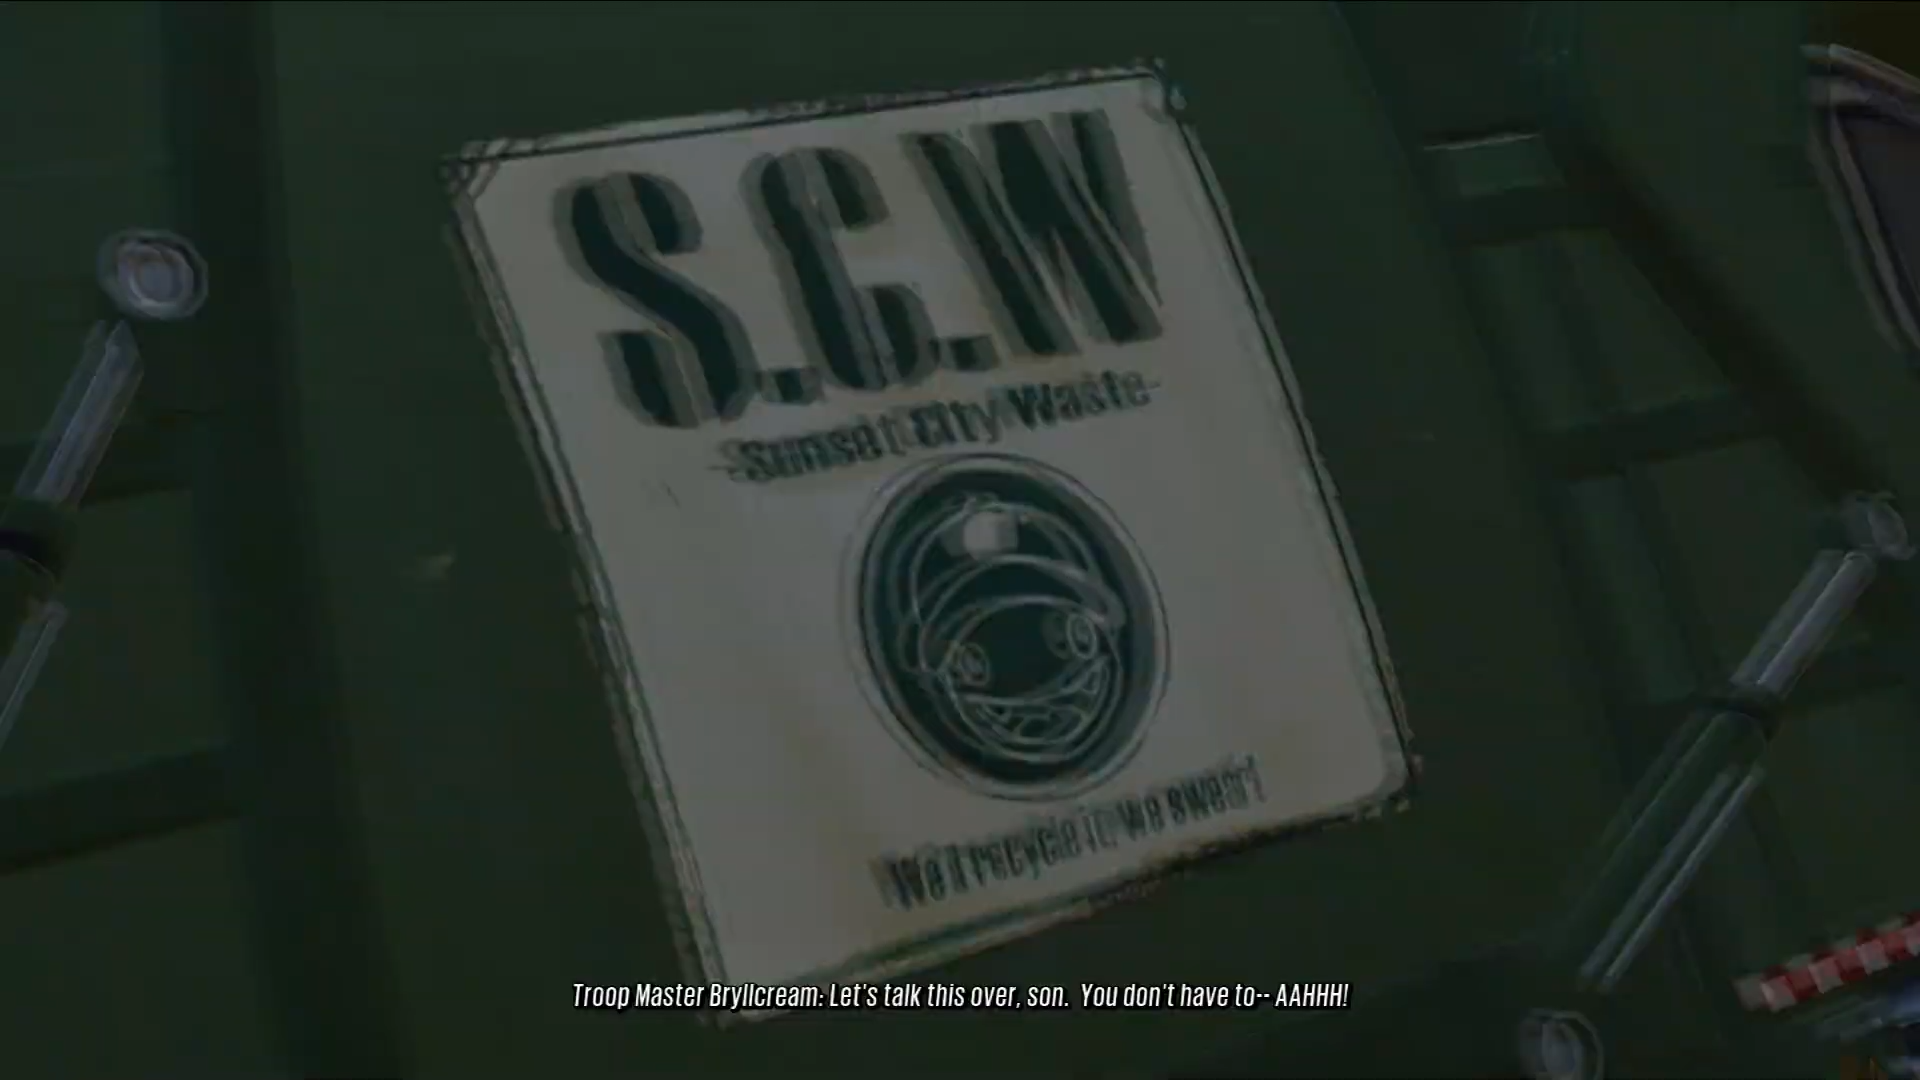 S.C.W
-Sunset City Waste-
We'll recycle it, we swear!
Troop Master Bryllcream: Let's talk this over, son. You don't have to-- AAHHH!